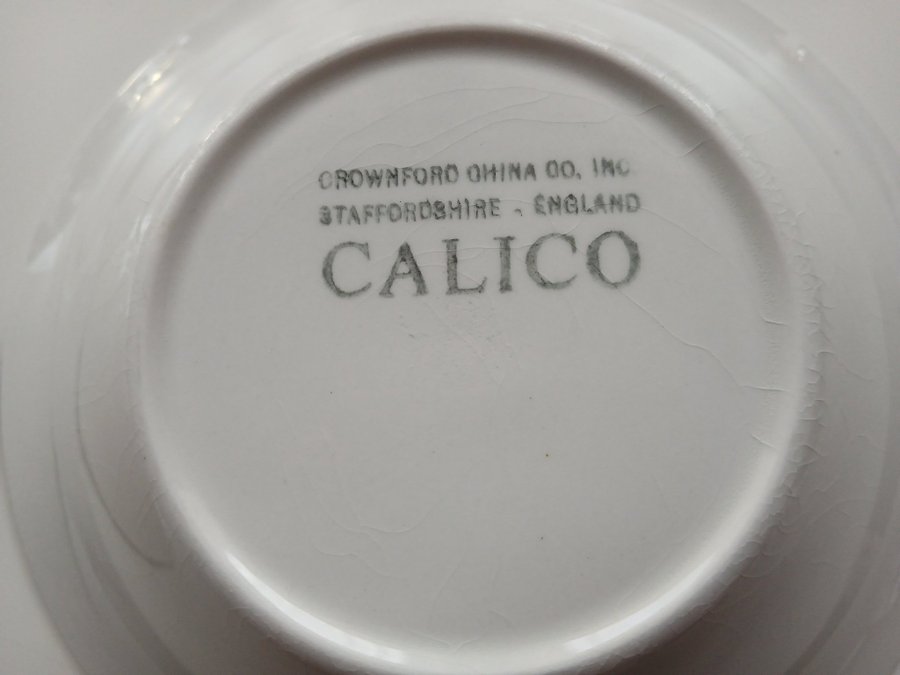 CROWNFORD CHINA CO. INC
STAFFORDSHIRE . ENGLAND
CALICO